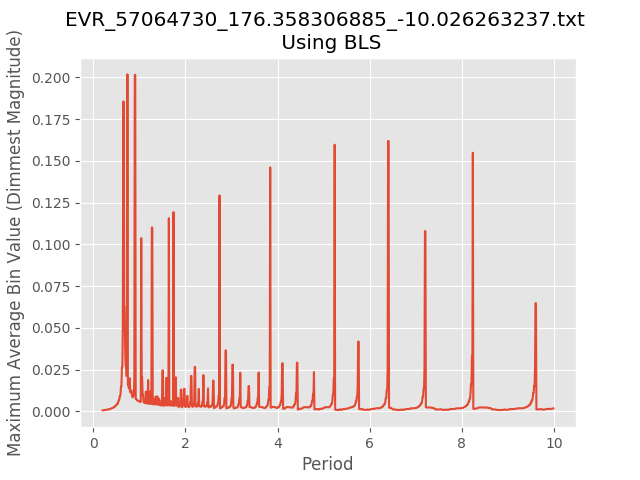 EVR_57064730_176.358306885_-10.026263237.txt
Using BLS
Maximum Average Bin Value (Dimmest Magnitude)
0.200
0.175
0.150
0.125
0.100
0.075
0.050
0.025
0.000
0 2 4 6 8 10
Period